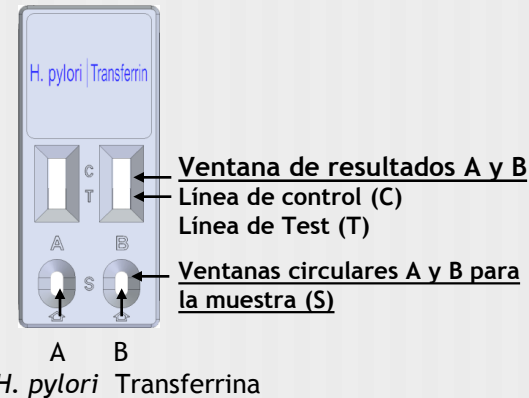 H. pylori Transferrin
C
T
Ventana de resultados A y B
Línea de control (C)
Línea de Test (T)
A B
S
Ventanas circulares A y B para
la muestra (S)
A B
H. pylori Transferrina